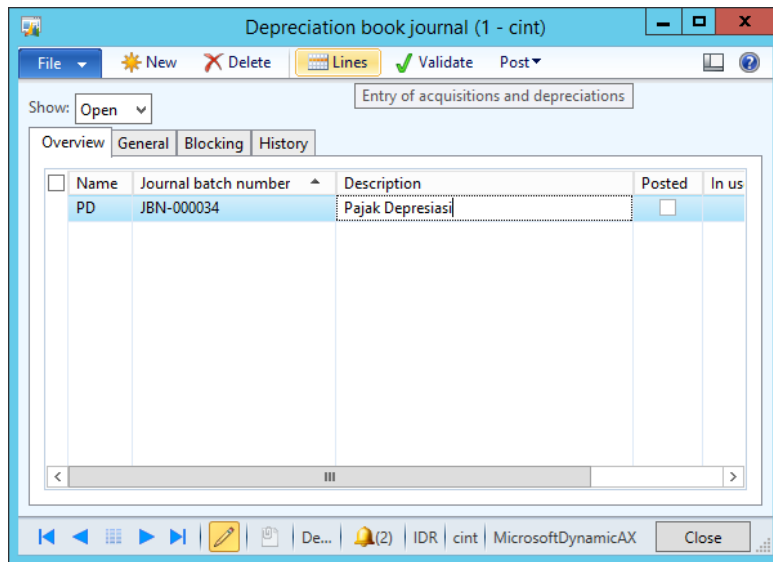 Depreciation book journal (1 - cint)
File New Delete Lines Validate Post
Entry of acquisitions and depreciations
Show: Open
Overview General Blocking History
Name Journal batch number Description Posted In us
PD JBN-000034 Pajak Depresiasi
De... (2) IDR cint MicrosoftDynamicAX Close